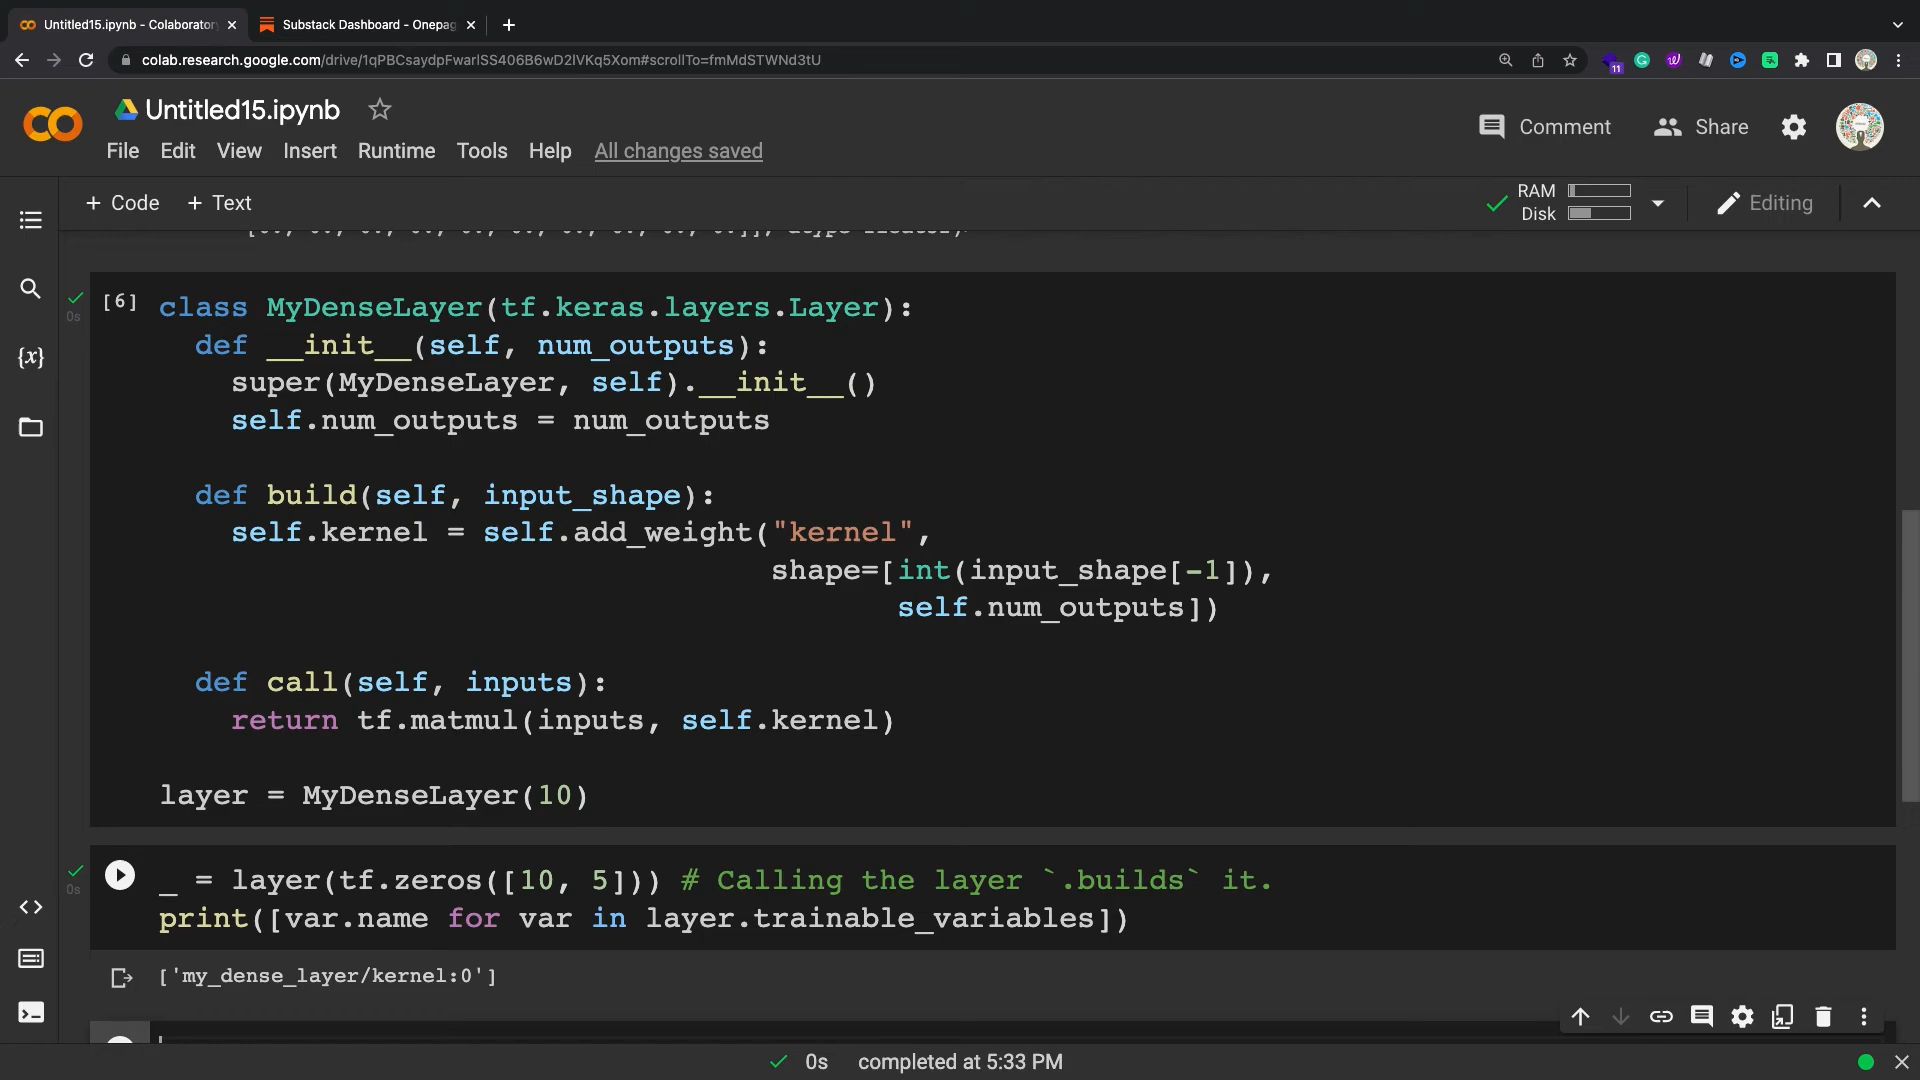 Untitled15.ipynb - Colaborator
Substack Dashboard - Onepag
colab.research.google.com/drive/1qPBCsaydpFwarlSS406B6wD2lVKq5Xom#scrollTo=fmMdSTWNd3tU
11
Untitled15.ipynb
Comment
Share
File Edit View Insert Runtime Tools Help All changes saved
+ Code + Text
RAM
Disk
Editing
[6]
0s
class MyDenseLayer(tf.keras.layers.Layer):
  def __init__(self, num_outputs):
    super(MyDenseLayer, self).__init__()
    self.num_outputs = num_outputs

  def build(self, input_shape):
    self.kernel = self.add_weight("kernel",
                                  shape=[int(input_shape[-1]),
                                         self.num_outputs])

  def call(self, inputs):
    return tf.matmul(inputs, self.kernel)

layer = MyDenseLayer(10)
0s
_ = layer(tf.zeros([10, 5])) # Calling the layer `.builds` it.
print([var.name for var in layer.trainable_variables])
['my_dense_layer/kernel:0']
0s completed at 5:33 PM